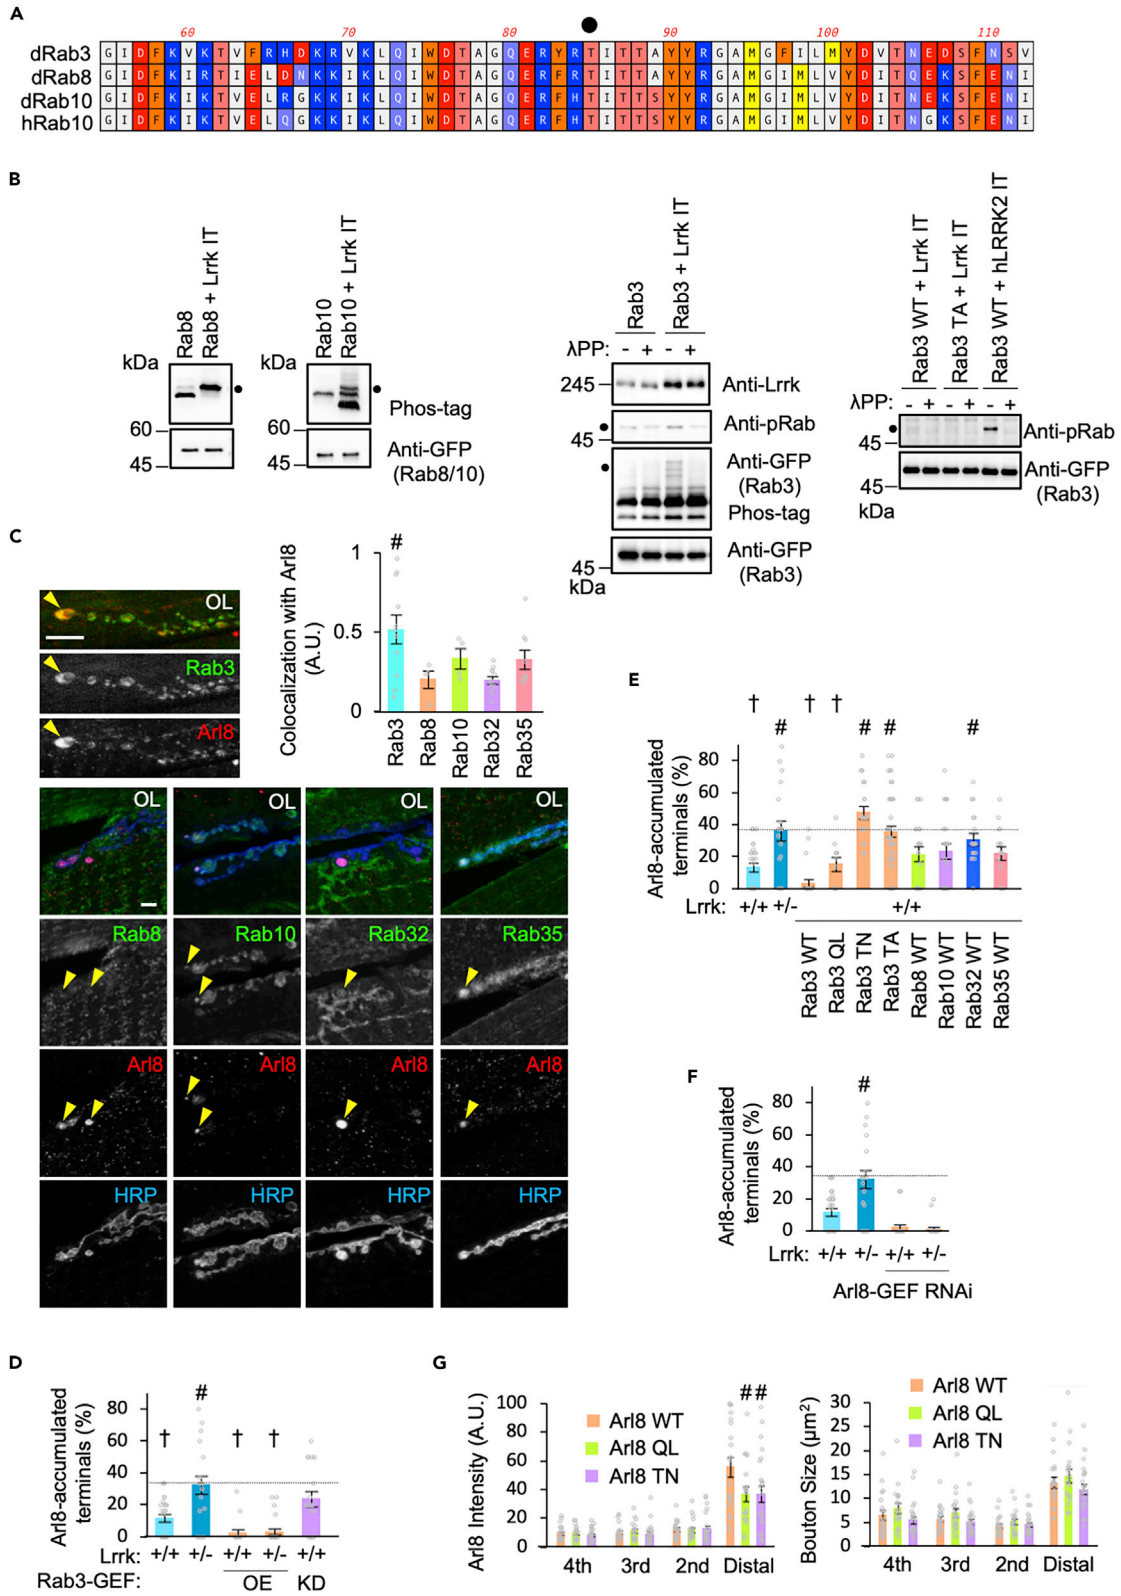 A
60 70 80 90 100 110
dRab3 G I D F K V K T V F R H D K R V K L Q I W D T A G Q E R Y R T I T T A Y Y R G A M G F I L M Y D V T N E D S F N S V
dRab8 G I D F K I R T I E L D N K K I K L Q I W D T A G Q E R F R T I T T A Y Y R G A M G I M L V Y D I T Q E K S F E N I
dRab10 G I D F K I K T V E L R G K K I K L Q I W D T A G Q E R F H T I T T S Y Y R G A M G I M L V Y D I T N E K S F E N I
hRab10 G I D F K I K T V E L Q G K K I K L Q I W D T A G Q E R F H T I T T S Y Y R G A M G I M L V Y D I T N G K S F E N I
B
Rab8
Rab8 + Lrrk IT
Rab10
Rab10 + Lrrk IT
kDa
kDa
Phos-tag
60
60
45
45
Anti-GFP
(Rab8/10)
Rab3
Rab3 + Lrrk IT
λPP: - + - +
245
Anti-Lrrk
45
Anti-pRab
Anti-GFP
(Rab3)
Phos-tag
Anti-GFP
(Rab3)
45
kDa
Rab3 WT + Lrrk IT
Rab3 TA + Lrrk IT
Rab3 WT + hLRRK2 IT
λPP: - + - + - +
45
Anti-pRab
Anti-GFP
(Rab3)
45
kDa
C
OL
Rab3
Arl8
Colocalization with Arl8
(A.U.)
1
0.5
0
#
Rab3
Rab8
Rab10
Rab32
Rab35
OL OL OL OL
Rab8 Rab10 Rab32 Rab35
Arl8 Arl8 Arl8 Arl8
HRP HRP HRP HRP
E
† # † † # # #
Arl8-accumulated
terminals (%)
80
60
40
20
0
Lrrk: +/+ +/- +/+
Rab3 WT
Rab3 QL
Rab3 TN
Rab3 TA
Rab8 WT
Rab10 WT
Rab32 WT
Rab35 WT
F
#
Arl8-accumulated
terminals (%)
80
60
40
20
0
Lrrk: +/+ +/- +/+ +/-
Arl8-GEF RNAi
D
† # † †
Arl8-accumulated
terminals (%)
80
60
40
20
0
Lrrk: +/+ +/- +/+ +/- +/+
Rab3-GEF: OE KD
G
Arl8 Intensity (A.U.)
100
80
60
40
20
0
Arl8 WT
Arl8 QL
Arl8 TN
##
4th 3rd 2nd Distal
Bouton Size (μm²)
30
25
20
15
10
5
0
Arl8 WT
Arl8 QL
Arl8 TN
4th 3rd 2nd Distal